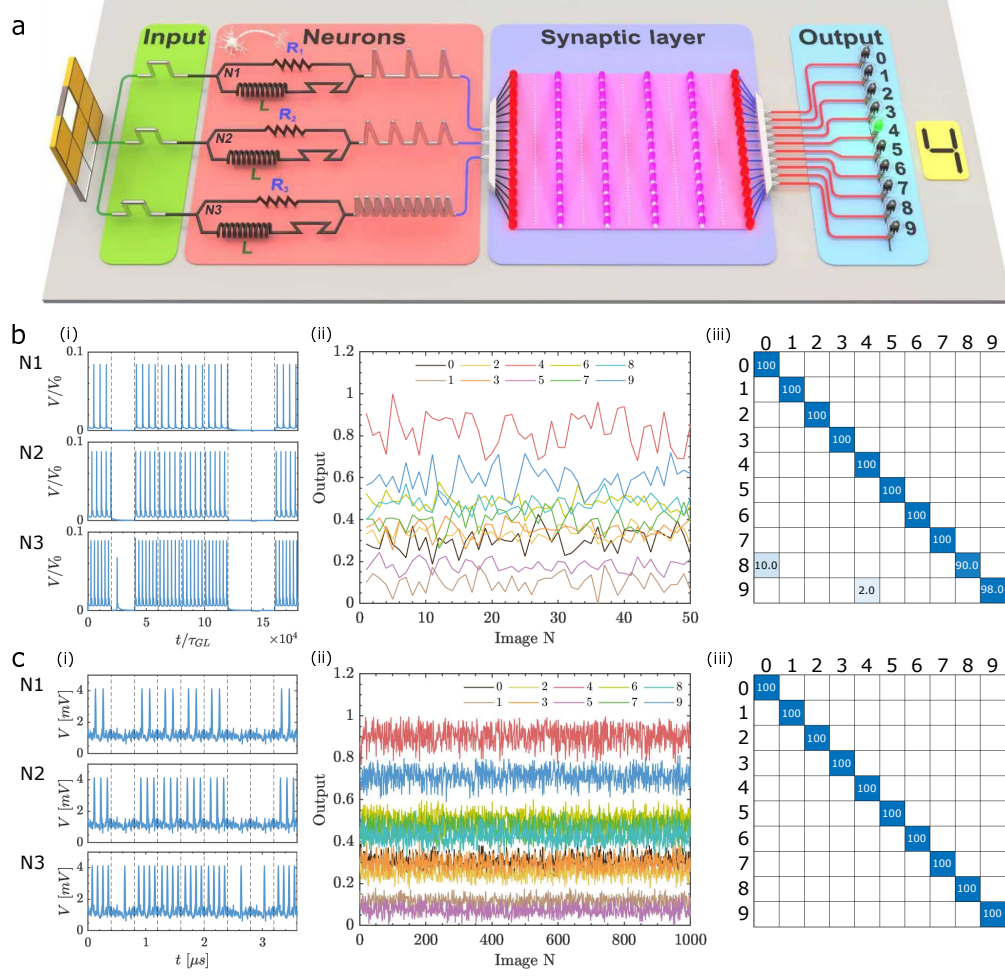 a
Input Neurons Synaptic layer Output
N1 R1 L
N2 R2 L
N3 R3 L
0
1
2
3
4
5
6
7
8
9
4
b (i) (ii) (iii)
N1
0.1
V/V0
0
N2
0.1
V/V0
0
N3
0.1
V/V0
0
0 5 10 15
×10⁴
t/τGL
1.2
1
0.8
0.6
0.4
0.2
0
Output
0 2 4 6 8
1 3 5 7 9
0 10 20 30 40 50
Image N
0 1 2 3 4 5 6 7 8 9
0 100
1 100
2 100
3 100
4 100
5 100
6 100
7 100
8 10.0 90.0
9 2.0 98.0
c (i) (ii) (iii)
N1
4
2
0
V [mV]
N2
4
2
0
V [mV]
N3
4
2
0
V [mV]
0 1 2 3
t [μs]
1.2
1
0.8
0.6
0.4
0.2
0
Output
0 2 4 6 8
1 3 5 7 9
0 200 400 600 800 1000
Image N
0 1 2 3 4 5 6 7 8 9
0 100
1 100
2 100
3 100
4 100
5 100
6 100
7 100
8 100
9 100